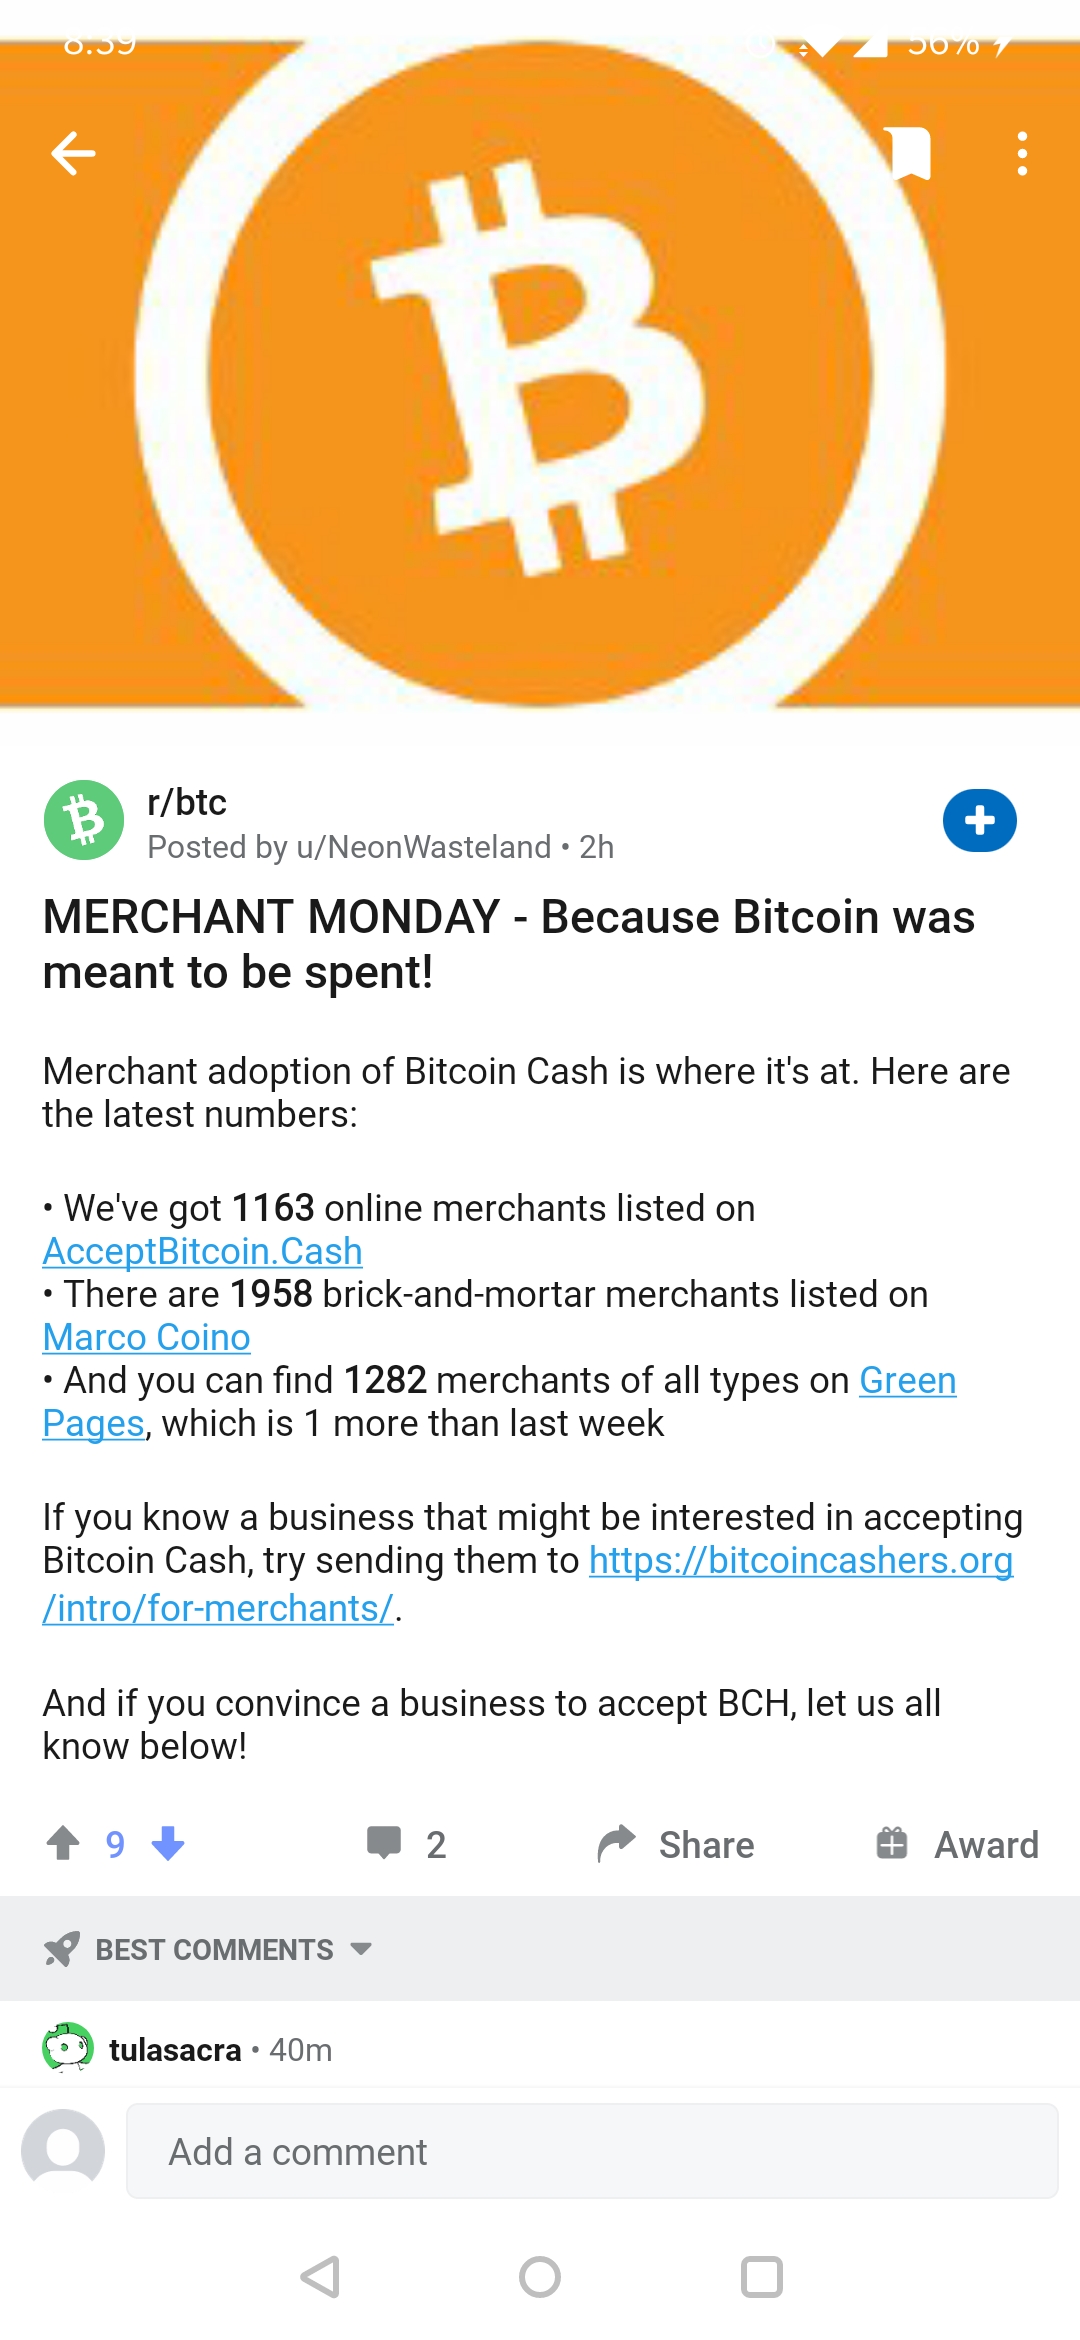 8:39
56%
r/btc
Posted by u/NeonWasteland • 2h
MERCHANT MONDAY - Because Bitcoin was
meant to be spent!
Merchant adoption of Bitcoin Cash is where it's at. Here are
the latest numbers:
• We've got 1163 online merchants listed on
AcceptBitcoin.Cash
• There are 1958 brick-and-mortar merchants listed on
Marco Coino
• And you can find 1282 merchants of all types on Green
Pages, which is 1 more than last week
If you know a business that might be interested in accepting
Bitcoin Cash, try sending them to https://bitcoincashers.org
/intro/for-merchants/.
And if you convince a business to accept BCH, let us all
know below!
9
2
Share
Award
BEST COMMENTS
tulasacra • 40m
Add a comment